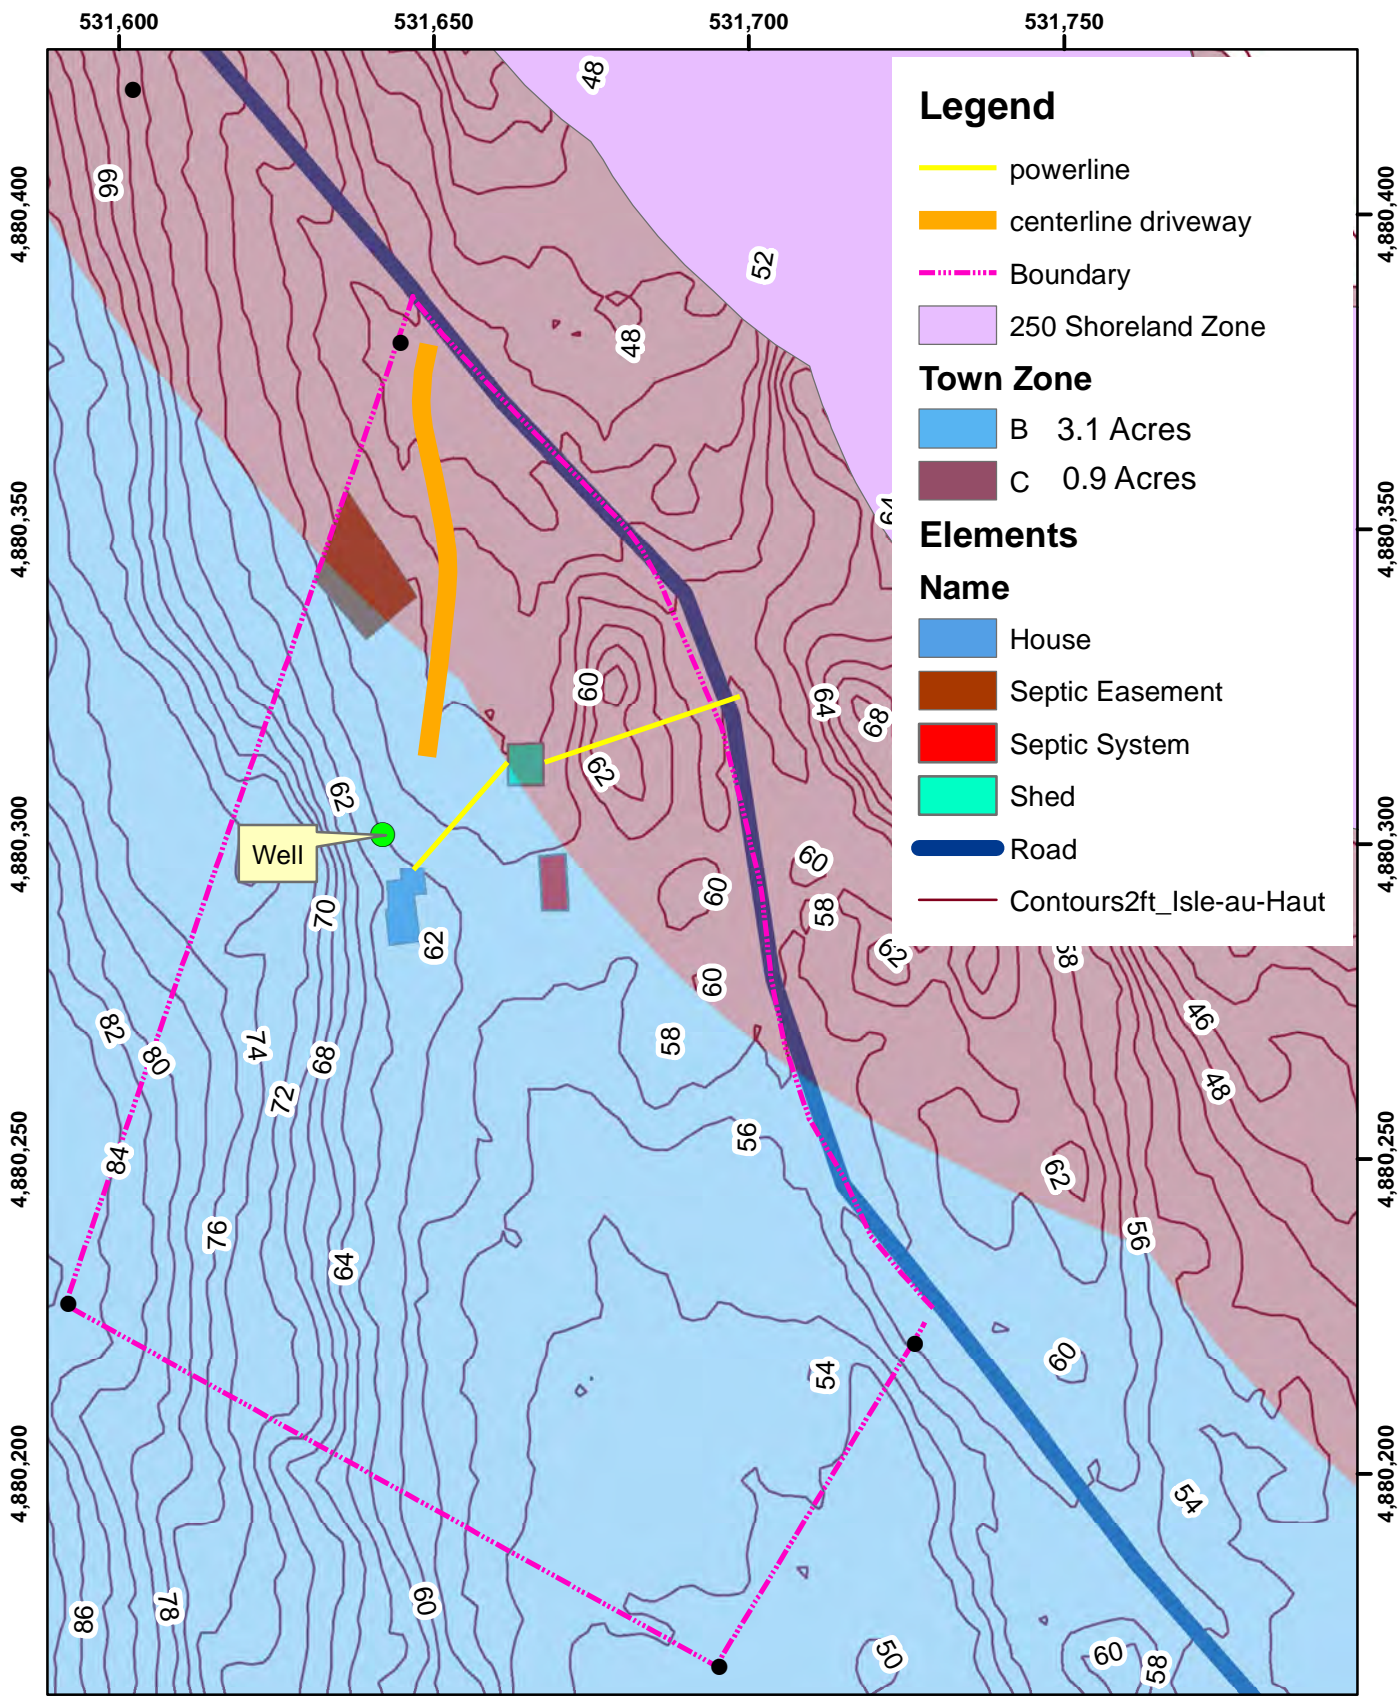 531,600 531,650 531,700 531,750
4,880,400
4,880,350
4,880,300
4,880,250
4,880,200
4,880,400
4,880,350
4,880,300
4,880,250
4,880,200
Legend
powerline
centerline driveway
Boundary
250 Shoreland Zone
Town Zone
B 3.1 Acres
C 0.9 Acres
Elements
Name
House
Septic Easement
Septic System
Shed
Road
Contours2ft_Isle-au-Haut
48
99
52
48
64
60
64
68
62
62
Well
60
60
58
70
62
62
58
60
46
82
80
74
68
58
72
48
56
84
62
76
64
56
60
54
54
86
78
60
50
60
58